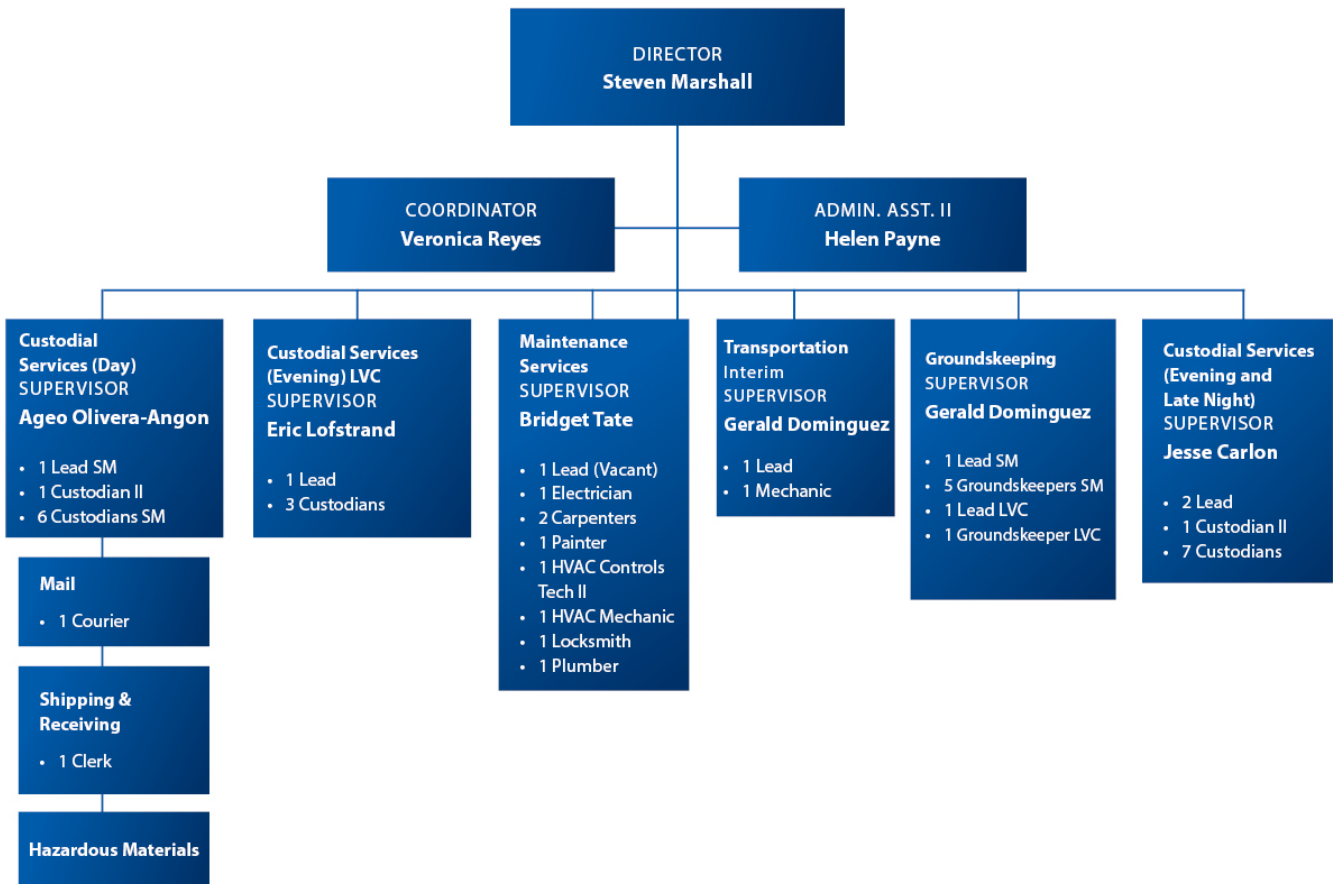 DIRECTOR
Steven Marshall
COORDINATOR
Veronica Reyes
ADMIN. ASST. II
Helen Payne
Custodial
Services (Day)
SUPERVISOR
Ageo Olivera-Angon
• 1 Lead SM
• 1 Custodian II
• 6 Custodians SM
Mail
• 1 Courier
Shipping &
Receiving
• 1 Clerk
Hazardous Materials
Custodial Services
(Evening) LVC
SUPERVISOR
Eric Lofstrand
• 1 Lead
• 3 Custodians
Maintenance
Services
SUPERVISOR
Bridget Tate
• 1 Lead (Vacant)
• 1 Electrician
• 2 Carpenters
• 1 Painter
• 1 HVAC Controls
Tech II
• 1 HVAC Mechanic
• 1 Locksmith
• 1 Plumber
Transportation
Interim
SUPERVISOR
Gerald Dominguez
• 1 Lead
• 1 Mechanic
Groundskeeping
SUPERVISOR
Gerald Dominguez
• 1 Lead SM
• 5 Groundskeepers SM
• 1 Lead LVC
• 1 Groundskeeper LVC
Custodial Services
(Evening and
Late Night)
SUPERVISOR
Jesse Carlon
• 2 Lead
• 1 Custodian II
• 7 Custodians